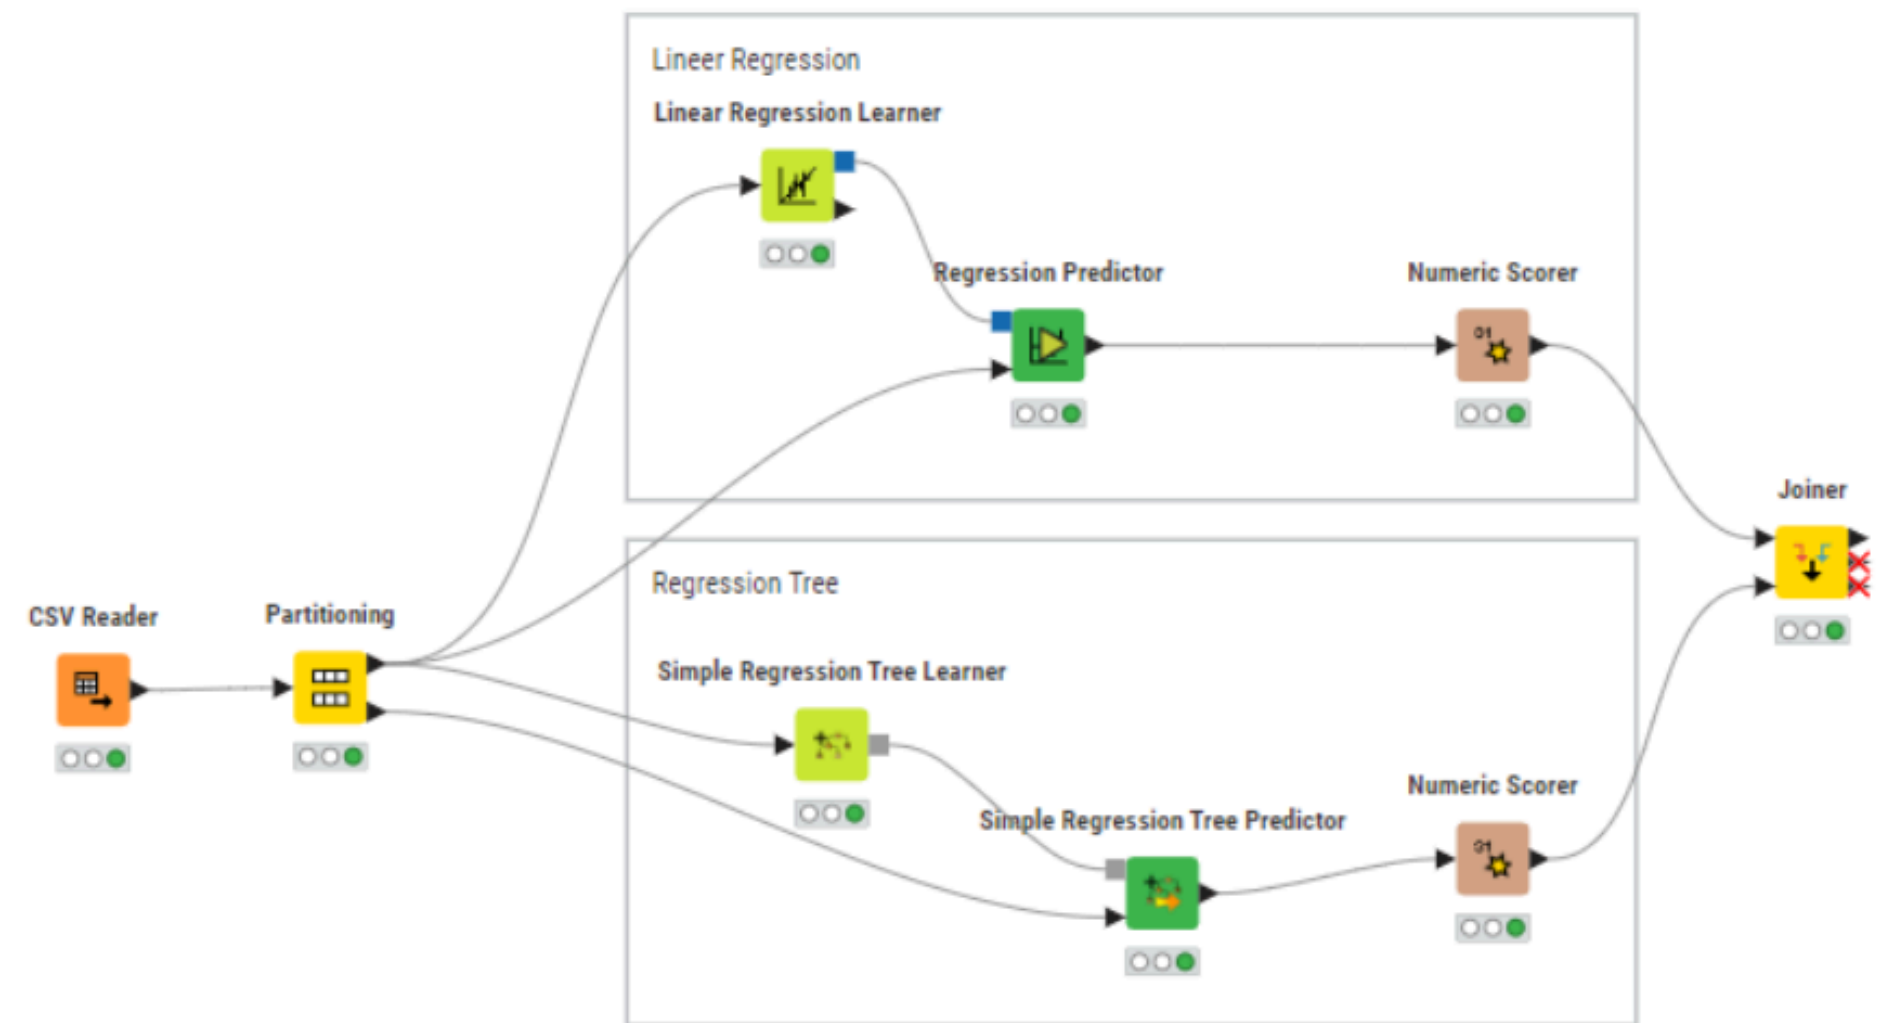 Lineer Regression
Linear Regression Learner
Regression Predictor
Numeric Scorer
Joiner
Regression Tree
CSV Reader
Partitioning
Simple Regression Tree Learner
Numeric Scorer
Simple Regression Tree Predictor